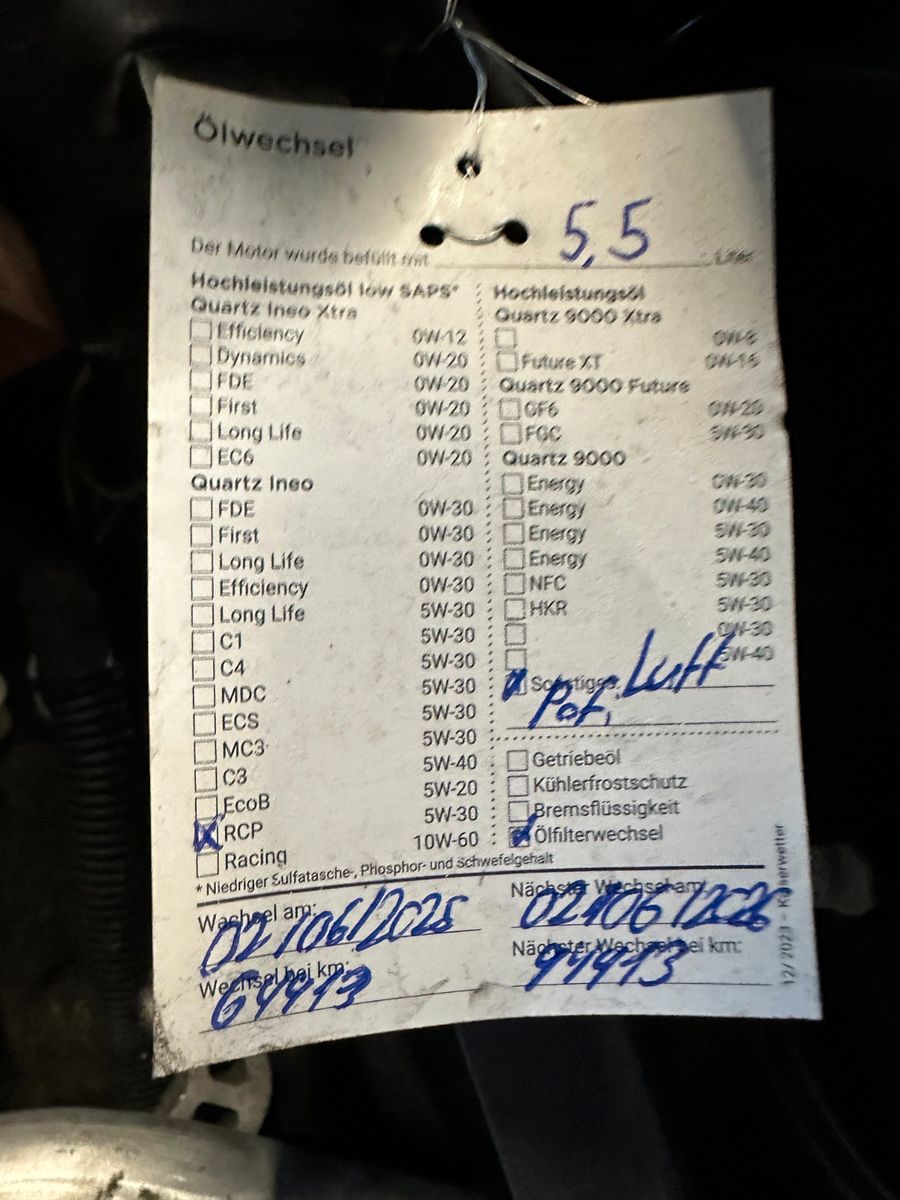 Ölwechsel
Der Motor wurde befüllt mit 5,5 Liter
Hochleistungsöl low SAPS*
Quartz Ineo Xtra
Efficiency 0W-12
Dynamics 0W-20
FDE 0W-20
First 0W-20
Long Life 0W-20
EC6 0W-20
Quartz Ineo
FDE 0W-30
First 0W-30
Long Life 0W-30
Efficiency 0W-30
Long Life 5W-30
C1 5W-30
C4 5W-30
MDC 5W-30
ECS 5W-30
MC3 5W-30
C3 5W-40
EcoB 5W-20
RCP 5W-30
Racing 10W-60
Hochleistungsöl
Quartz 9000 Xtra
0W-8
Future XT 0W-16
Quartz 9000 Future
GF6 0W-20
FGC 5W-30
Quartz 9000
Energy 0W-30
Energy 0W-40
Energy 5W-30
Energy 5W-40
NFC 5W-30
HKR 5W-30
0W-30
5W-40
Sonstiges Luft
Getriebeöl
Kühlerfrostschutz
Bremsflüssigkeit
Ölfilterwechsel
* Niedriger Sulfatasche-, Phosphor- und Schwefelgehalt
Wechsel am:
02/06/2025
Wechsel bei km:
64413
Nächster Wechsel am:
02/06/2026
Nächster Wechsel bei km:
94413
12/2023 – Kaiserwetter